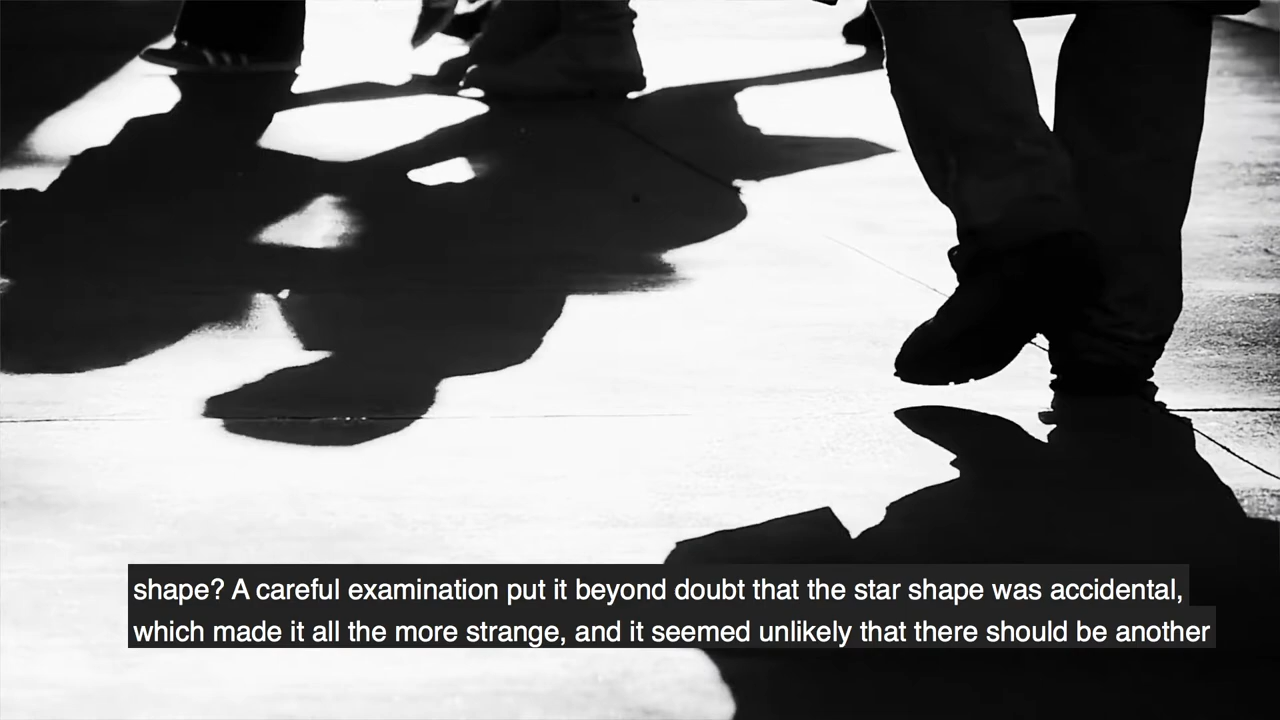 shape? A careful examination put it beyond doubt that the star shape was accidental,
which made it all the more strange, and it seemed unlikely that there should be another